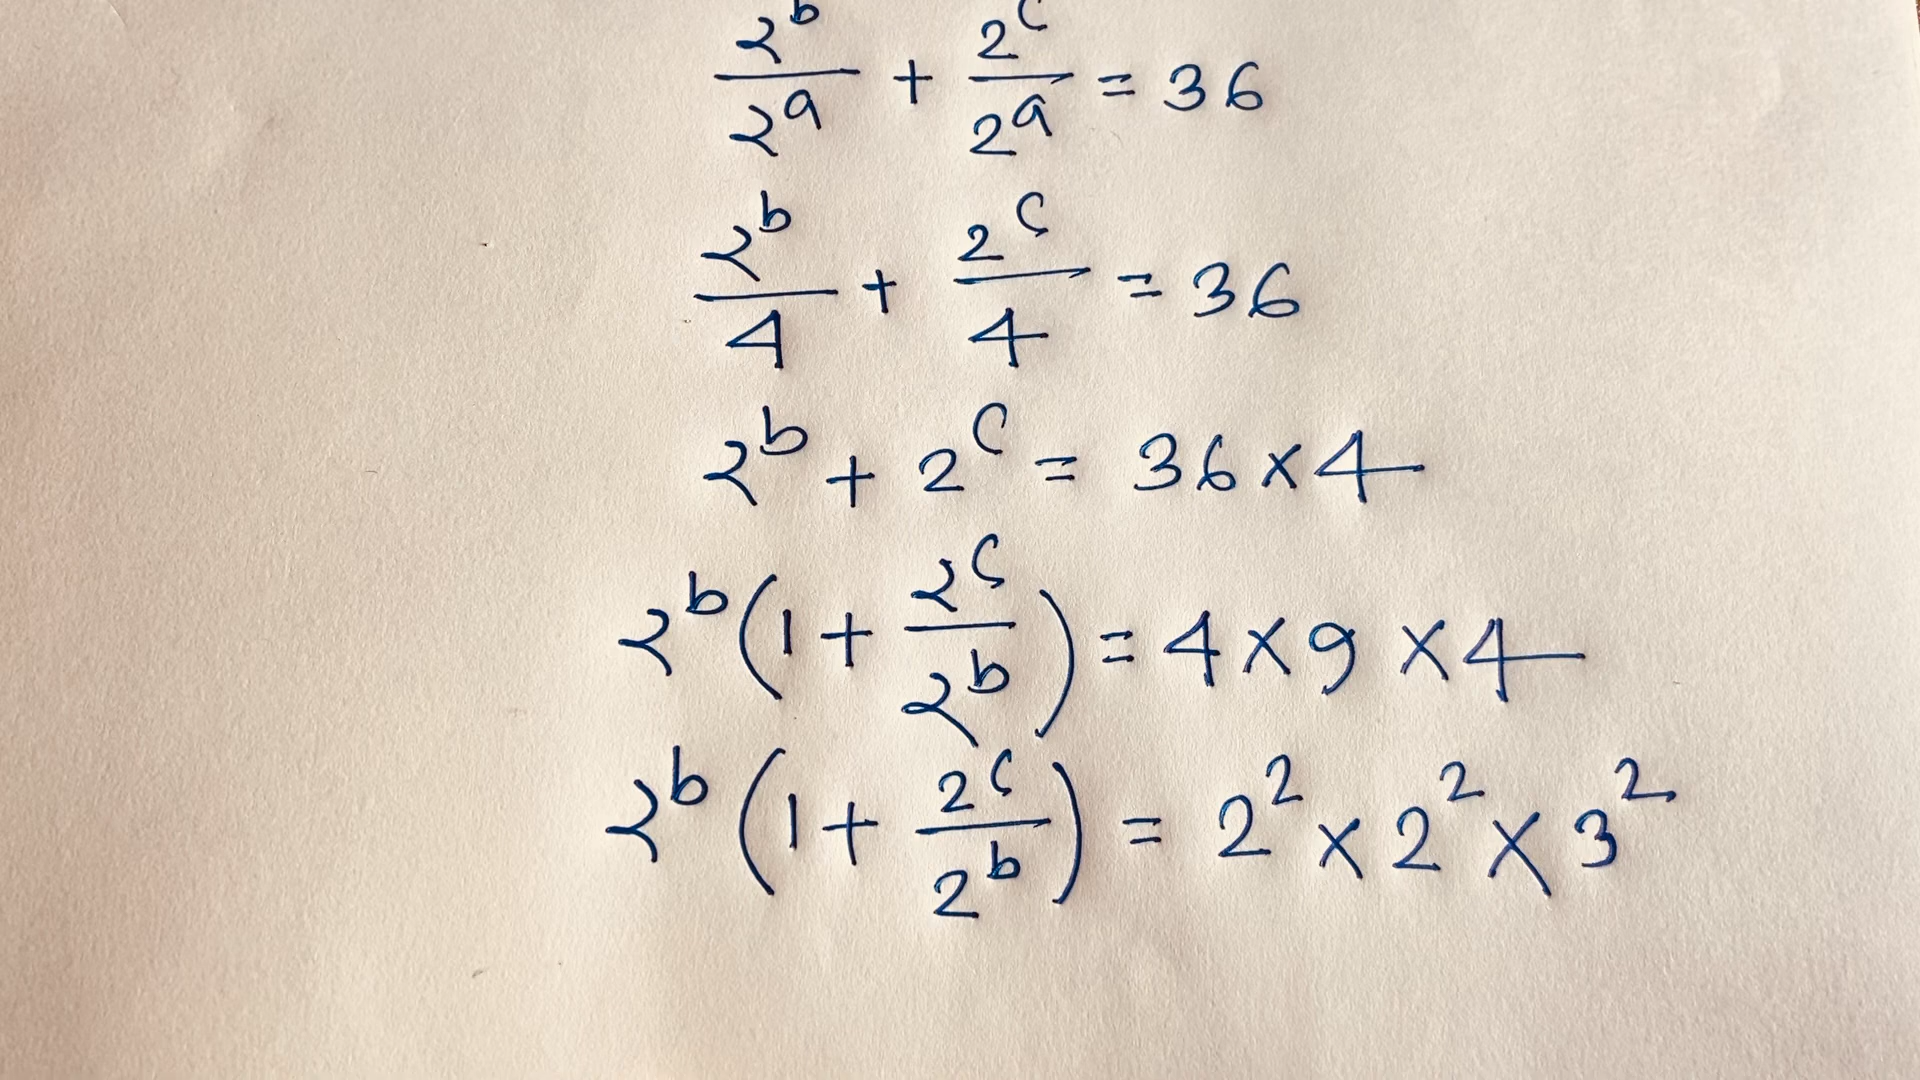 2^b/2^a + 2^c/2^a = 36
2^b/4 + 2^c/4 = 36
2^b + 2^c = 36 × 4
2^b(1 + 2^c/2^b) = 4 × 9 × 4
2^b(1 + 2^c/2^b) = 2^2 × 2^2 × 3^2